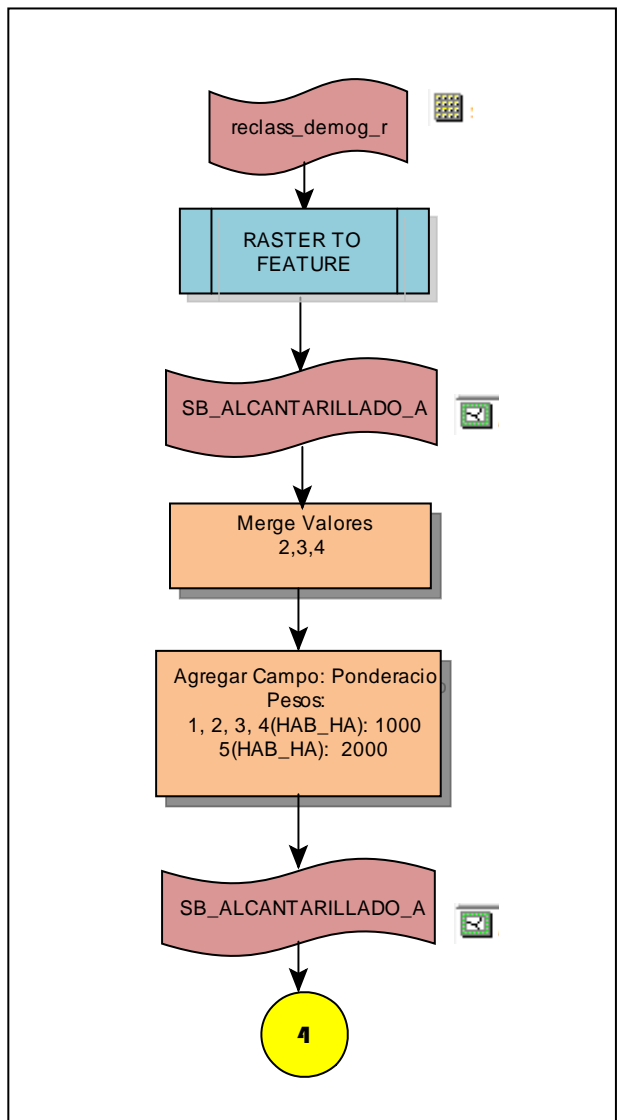 reclass_demog_r
RASTER TO
FEATURE
SB_ALCANTARILLADO_A
Merge Valores
2,3,4
Agregar Campo: Ponderacio
Pesos:
1, 2, 3, 4(HAB_HA): 1000
5(HAB_HA): 2000
SB_ALCANTARILLADO_A
4